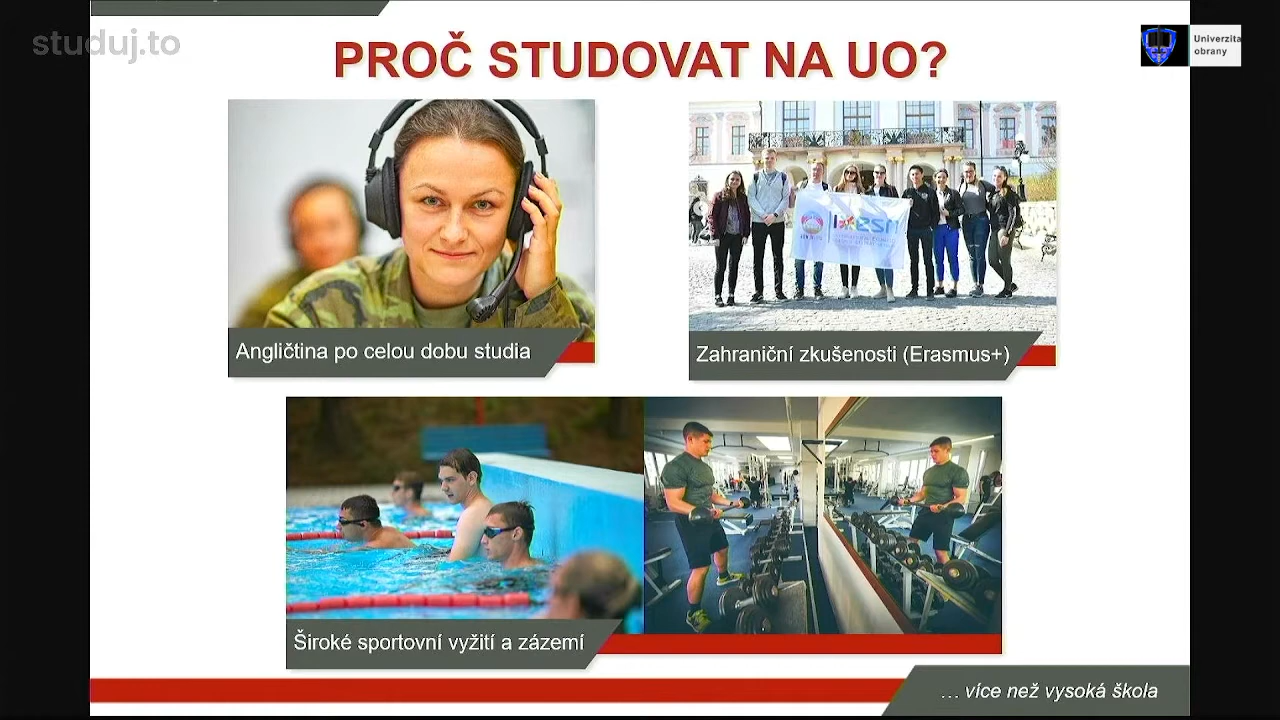 studuj.to
Univerzita
obrany
PROČ STUDOVAT NA UO?
Angličtina po celou dobu studia
Zahraniční zkušenosti (Erasmus+)
Široké sportovní vyžití a zázemí
… více než vysoká škola